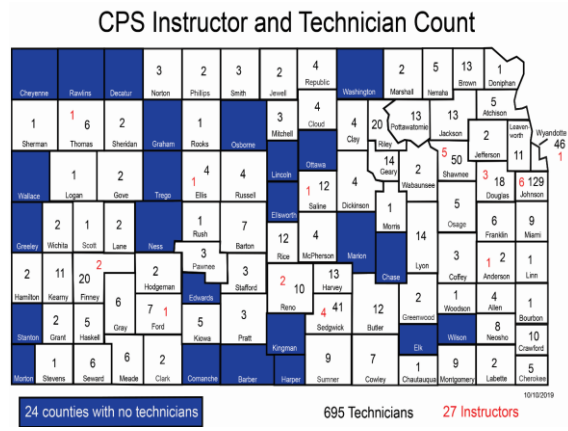 CPS Instructor and Technician Count
Cheyenne Rawlins Decatur 3 Norton 2 Phillips 3 Smith 2 Jewell 4 Republic Washington 2 Marshall 5 Nemaha 13 Brown 1 Doniphan
1 Sherman 1 6 Thomas 2 Sheridan Graham 1 Rooks Osborne 3 Mitchell 4 Cloud 4 Clay 20 Riley 13 Pottawatomie 13 Jackson 5 Atchison 2 Jefferson Leaven- worth 11 Wyandotte 46 1
Wallace 1 Logan 2 Gove Trego 1 4 Ellis 4 Russell Lincoln Ottawa 1 12 Saline 4 Dickinson 14 Geary 2 Wabaunsee 5 50 Shawnee 3 18 Douglas 6 129 Johnson
Greeley 2 Wichita 1 Scott 2 Lane Ness 1 Rush 7 Barton Ellsworth 12 Rice 4 McPherson Marion 1 Morris Chase 14 Lyon 5 Osage 6 Franklin 9 Miami
2 Hamilton 11 Kearny 2 20 Finney 2 Hodgeman 3 Pawnee 3 Stafford 2 10 Reno 13 Harvey 3 Coffey 1 2 Anderson 1 Linn
Stanton 2 Grant 5 Haskell 6 Gray 7 1 Ford Edwards 5 Kiowa 3 Pratt Kingman 4 41 Sedgwick 12 Butler 2 Greenwood 1 Woodson 4 Allen 1 Bourbon
Morton 1 Stevens 6 Seward 6 Meade 2 Clark Comanche Barber Harper 9 Sumner 7 Cowley Elk 1 Chautauqua Wilson 9 Montgomery 8 Neosho 2 Labette 10 Crawford 5 Cherokee
10/10/2019
24 counties with no technicians 695 Technicians 27 Instructors